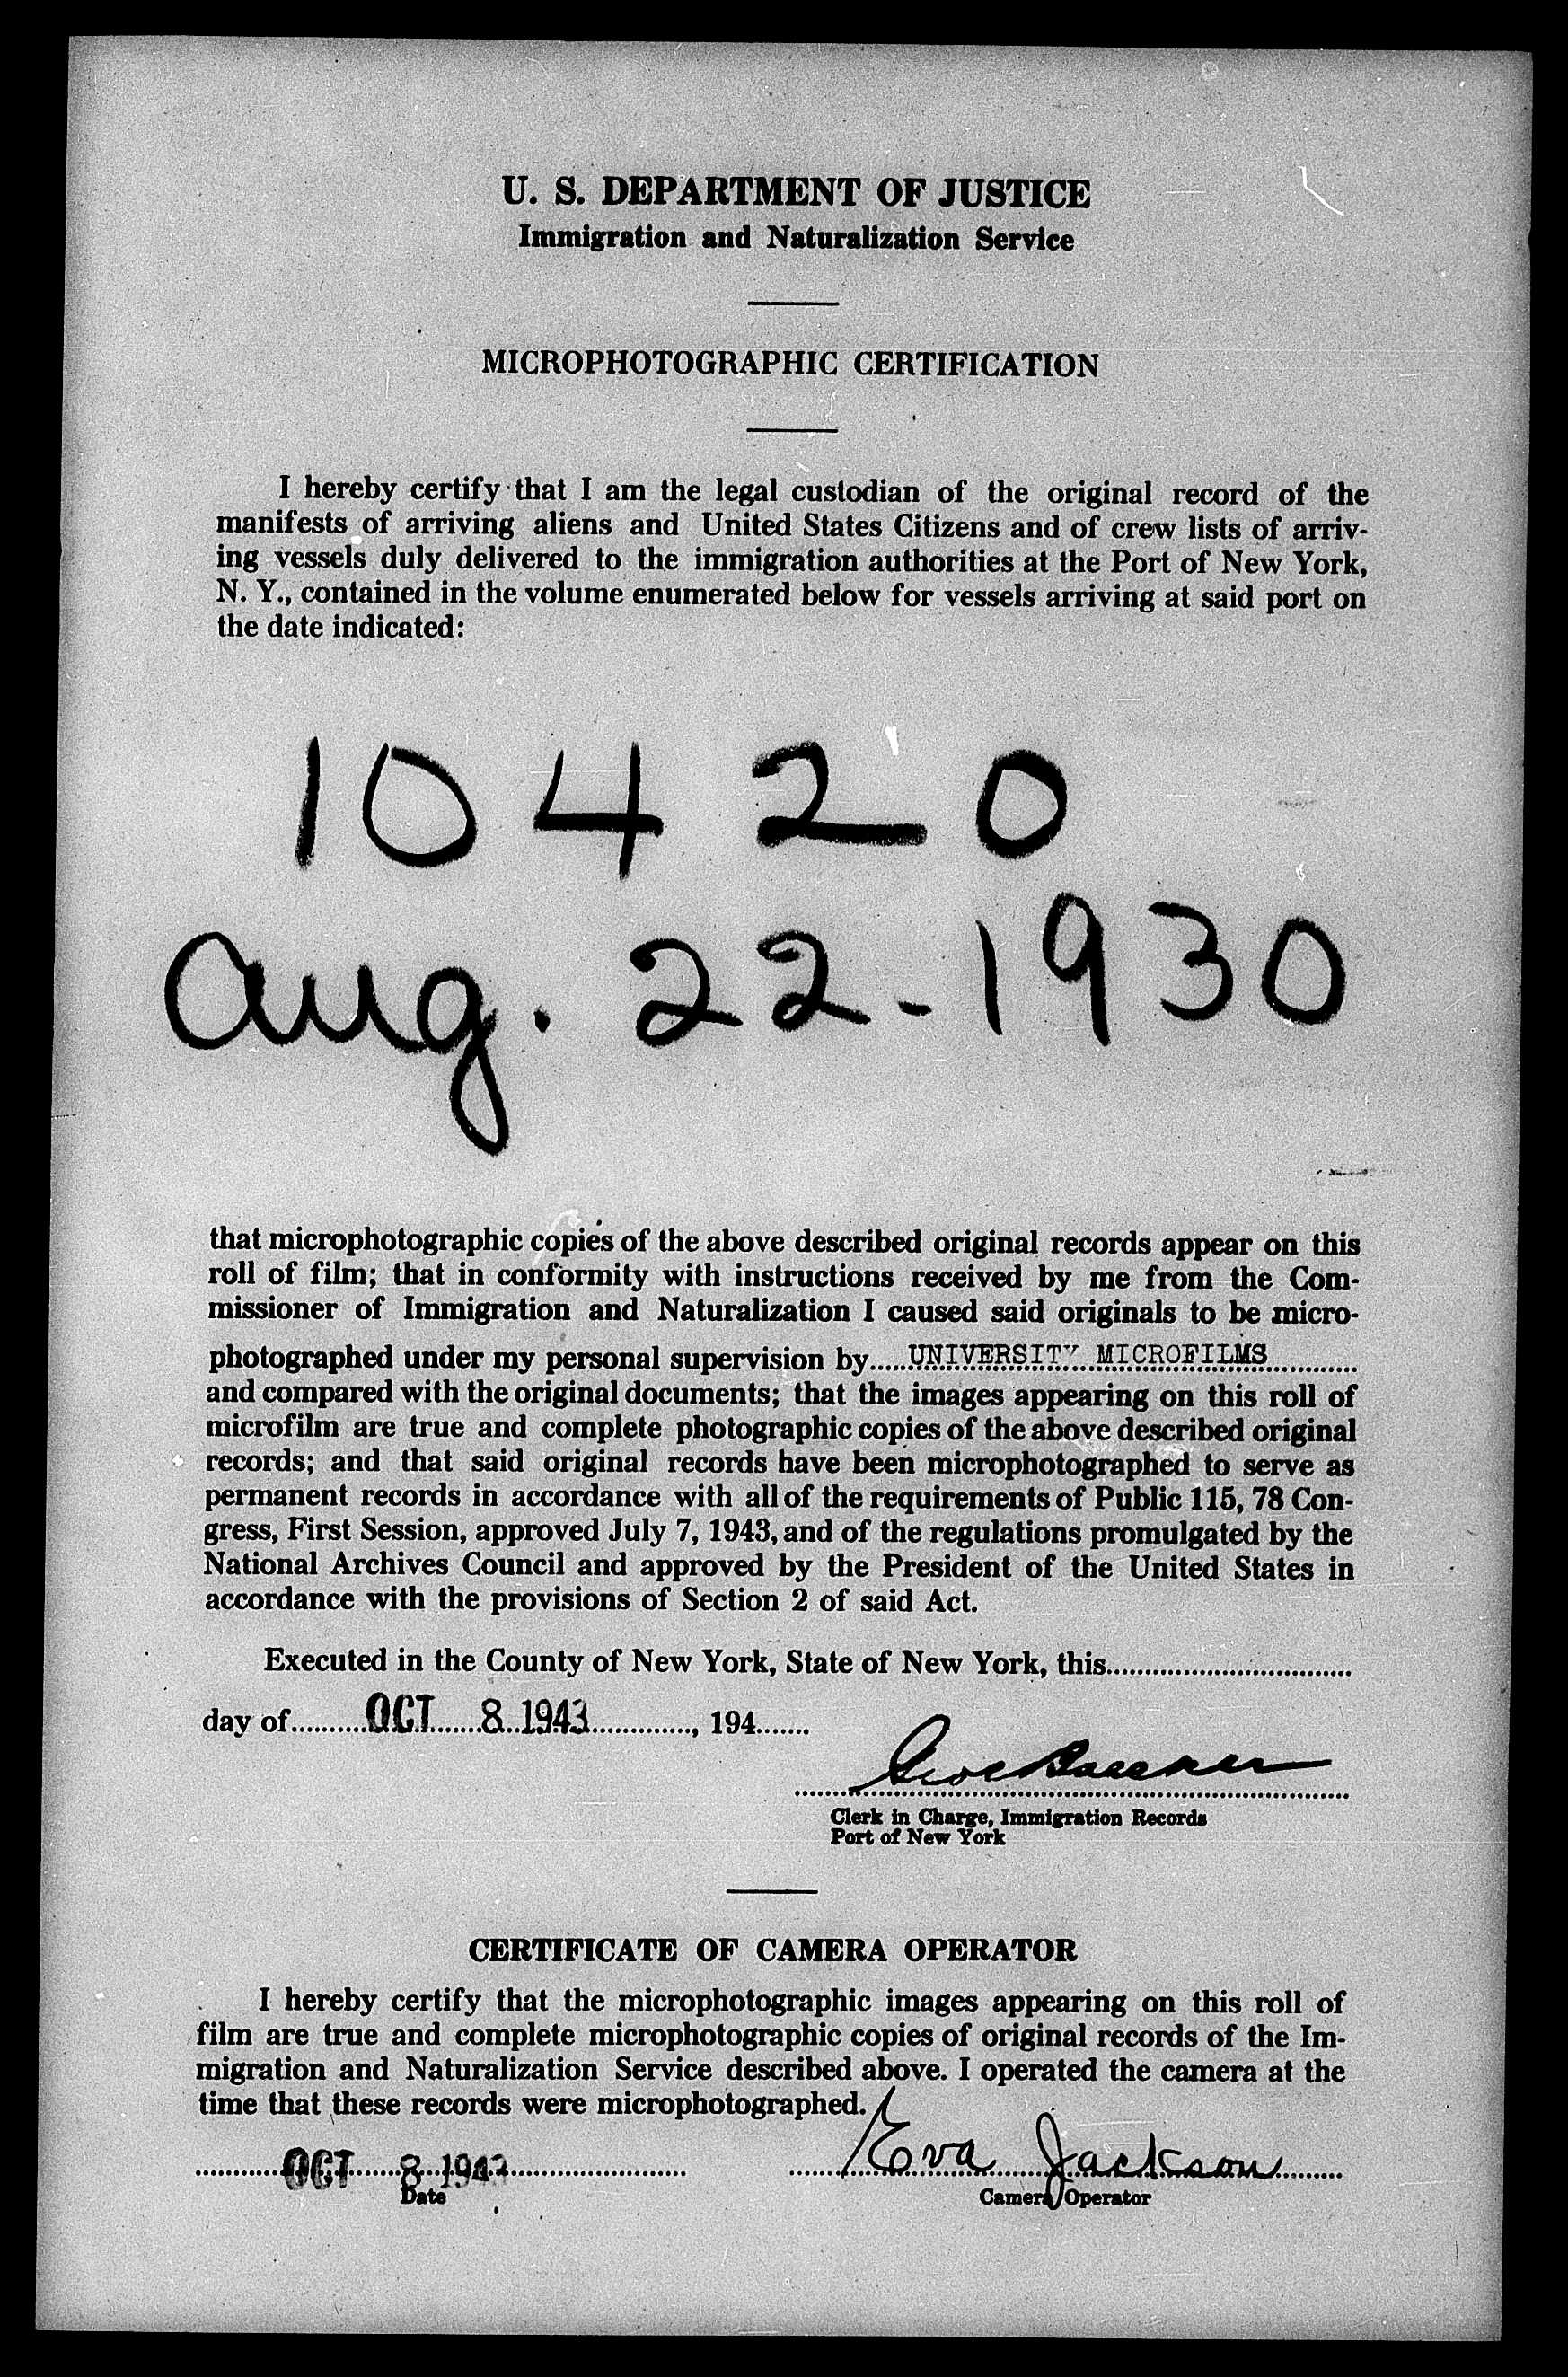 U. S. DEPARTMENT OF JUSTICE
Immigration and Naturalization Service
MICROPHOTOGRAPHIC CERTIFICATION
I hereby certify that I am the legal custodian of the original record of the
manifests of arriving aliens and United States Citizens and of crew lists of arriv-
ing vessels duly delivered to the immigration authorities at the Port of New York,
N. Y., contained in the volume enumerated below for vessels arriving at said port on
the date indicated:
10420
Aug. 22-1930
that microphotographic copies of the above described original records appear on this
roll of film; that in conformity with instructions received by me from the Com-
missioner of Immigration and Naturalization I caused said originals to be micro-
photographed under my personal supervision by.....UNIVERSITY MICROFILMS............
and compared with the original documents; that the images appearing on this roll of
microfilm are true and complete photographic copies of the above described original
records; and that said original records have been microphotographed to serve as
permanent records in accordance with all of the requirements of Public 115, 78 Con-
gress, First Session, approved July 7, 1943, and of the regulations promulgated by the
National Archives Council and approved by the President of the United States in
accordance with the provisions of Section 2 of said Act.
Executed in the County of New York, State of New York, this................................
day of..........OCT.......8..1943............., 194.......
Clerk in Charge, Immigration Records
Port of New York
CERTIFICATE OF CAMERA OPERATOR
I hereby certify that the microphotographic images appearing on this roll of
film are true and complete microphotographic copies of original records of the Im-
migration and Naturalization Service described above. I operated the camera at the
time that these records were microphotographed.
OCT 8 1943 Eva Jackson
Date Camera Operator